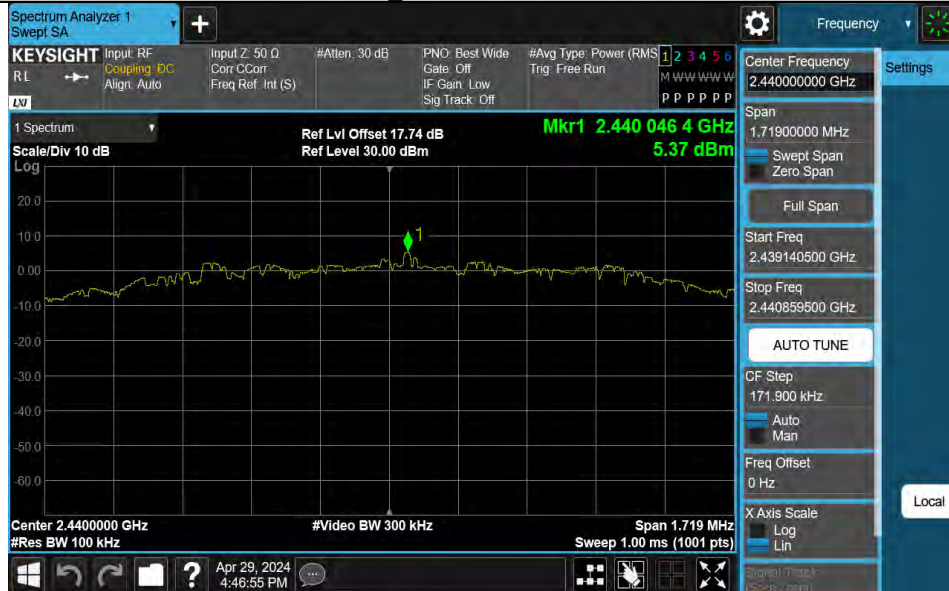 Spectrum Analyzer 1
Swept SA
+
Frequency
KEYSIGHT
RL
LXI
Input: RF
Coupling: DC
Align: Auto
Input Z: 50 Ω
Corr CCorr
Freq Ref: Int (S)
#Atten: 30 dB
PNO: Best Wide
Gate: Off
IF Gain: Low
Sig Track: Off
#Avg Type: Power (RMS
Trig: Free Run
1 2 3 4 5 6
M W W W W W
P P P P P P
1 Spectrum
Scale/Div 10 dB
Log
Ref Lvl Offset 17.74 dB
Ref Level 30.00 dBm
Mkr1 2.440 046 4 GHz
5.37 dBm
1
20.0
10.0
0.00
-10.0
-20.0
-30.0
-40.0
-50.0
-60.0
Center 2.4400000 GHz
#Res BW 100 kHz
#Video BW 300 kHz
Span 1.719 MHz
Sweep 1.00 ms (1001 pts)
?
Apr 29, 2024
4:46:55 PM
Center Frequency
2.440000000 GHz
Span
1.71900000 MHz
Swept Span
Zero Span
Full Span
Start Freq
2.439140500 GHz
Stop Freq
2.440859500 GHz
AUTO TUNE
CF Step
171.900 kHz
Auto
Man
Freq Offset
0 Hz
X Axis Scale
Log
Lin
Signal Track
Settings
Local